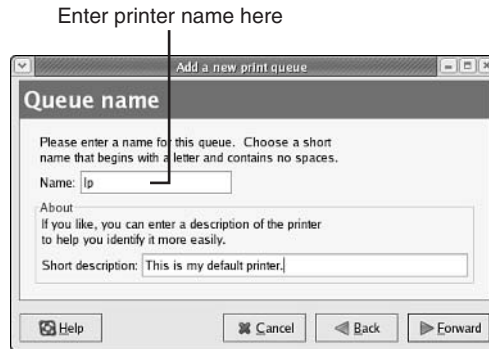 Enter printer name here
Add a new print queue
Queue name
Please enter a name for this queue. Choose a short
name that begins with a letter and contains no spaces.
Name: lp
About
If you like, you can enter a description of the printer
to help you identify it more easily.
Short description: This is my default printer.
Help Cancel Back Forward